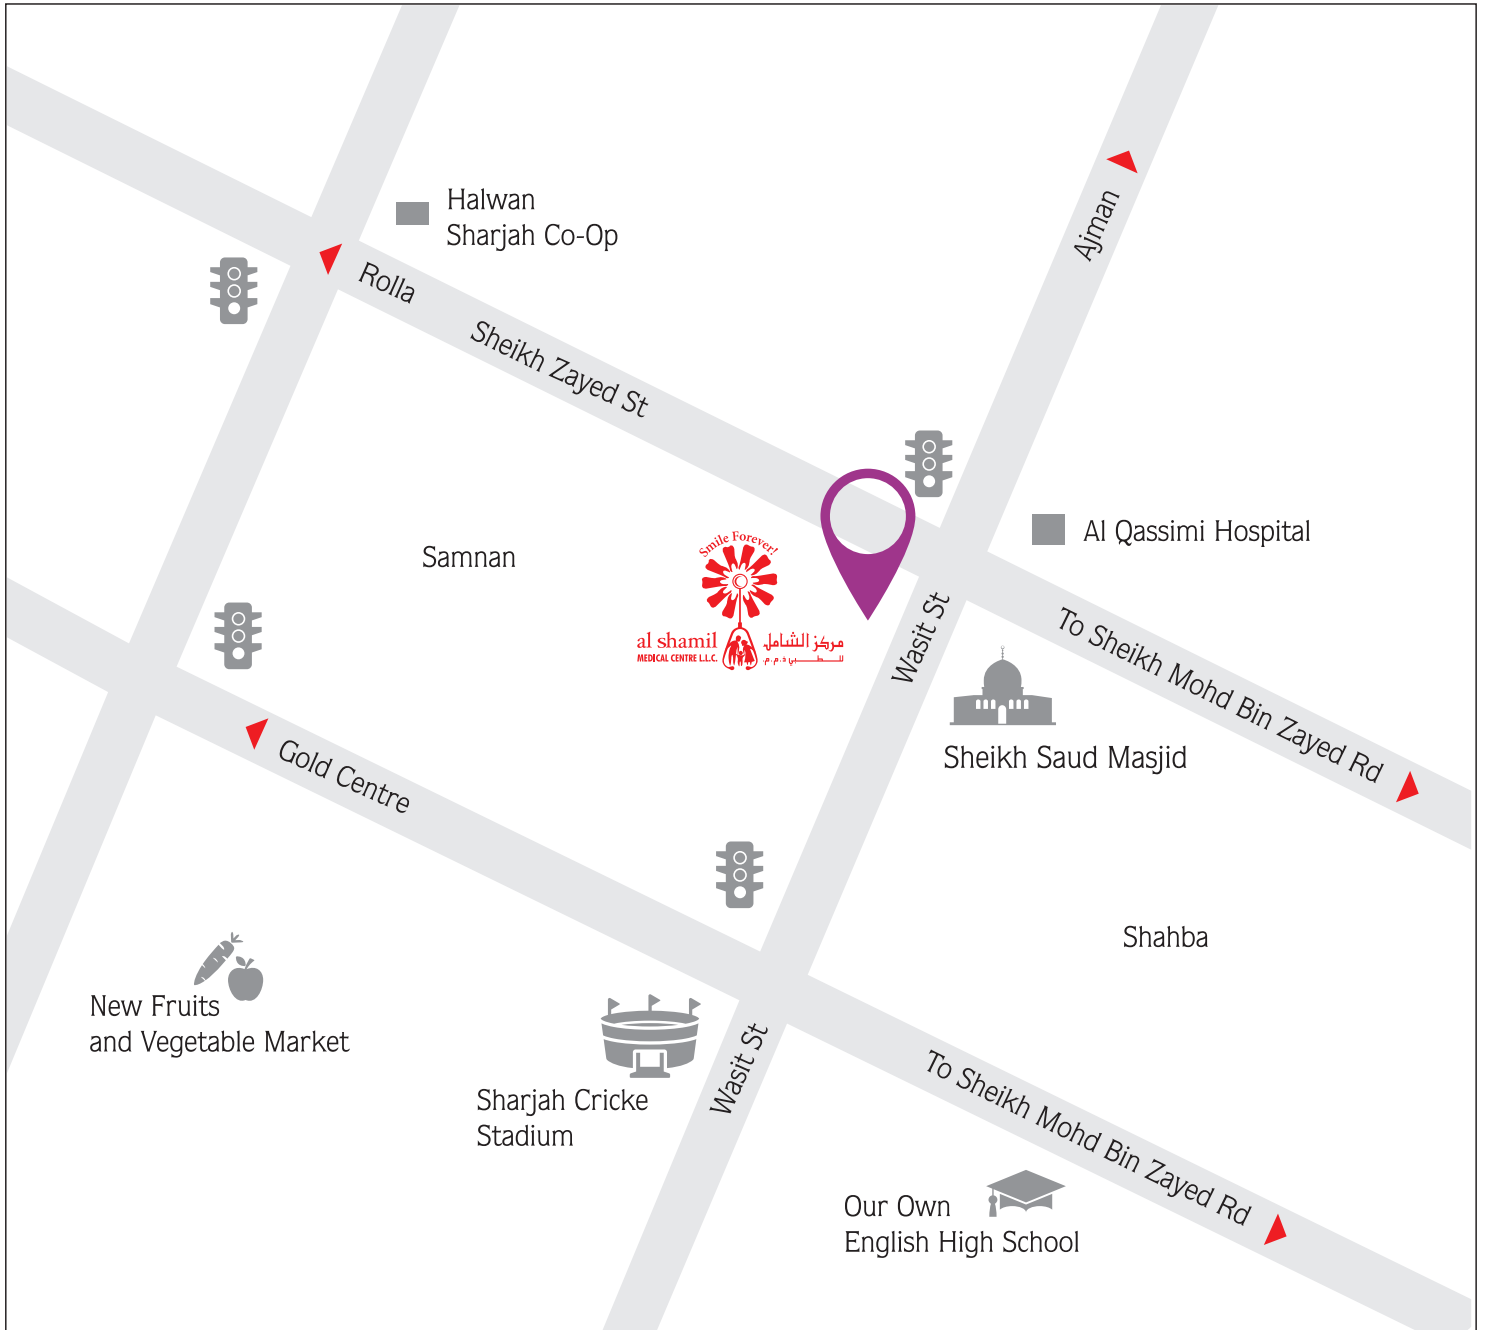 Halwan
Sharjah Co-Op
Ajman
Rolla
Sheikh Zayed St
Al Qassimi Hospital
Samnan
Smile Forever!
al shamil
MEDICAL CENTRE L.L.C.
مركز الشامل
للطبي ذ.م.م.
Wasit St
To Sheikh Mohd Bin Zayed Rd
Sheikh Saud Masjid
Gold Centre
Shahba
New Fruits
and Vegetable Market
Sharjah Cricke
Stadium
Wasit St
To Sheikh Mohd Bin Zayed Rd
Our Own
English High School